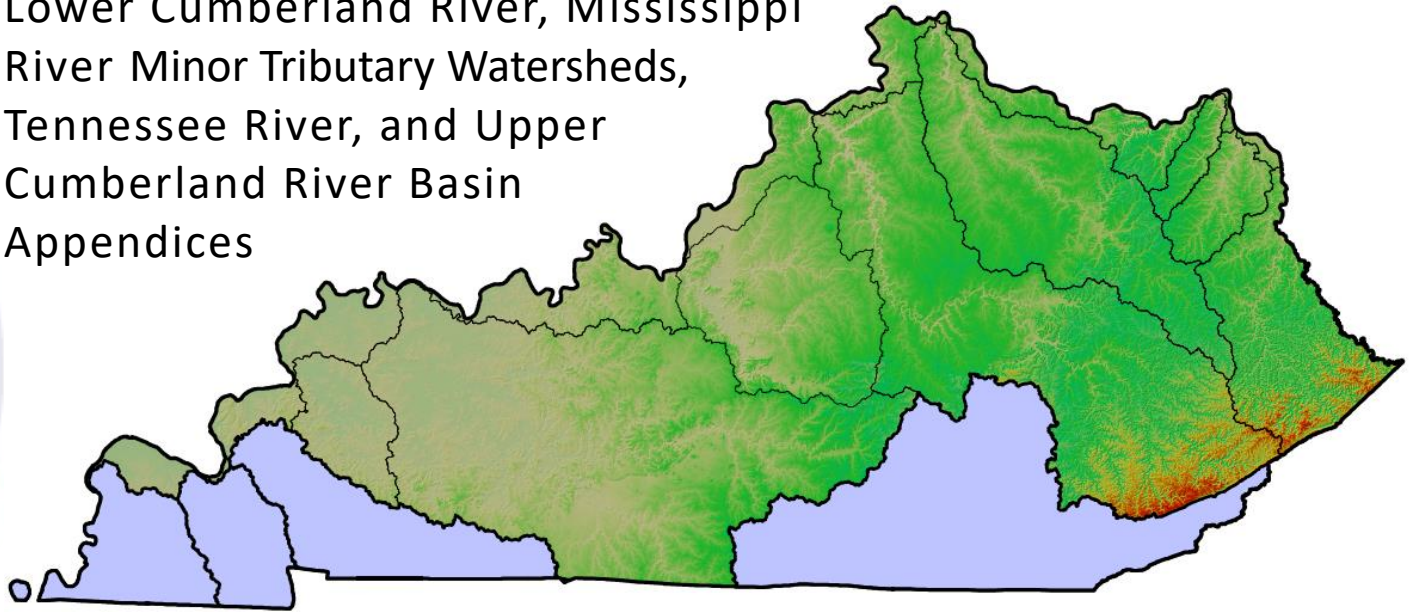 Lower Cumberland River, Mississippi
River Minor Tributary Watersheds,
Tennessee River, and Upper
Cumberland River Basin
Appendices